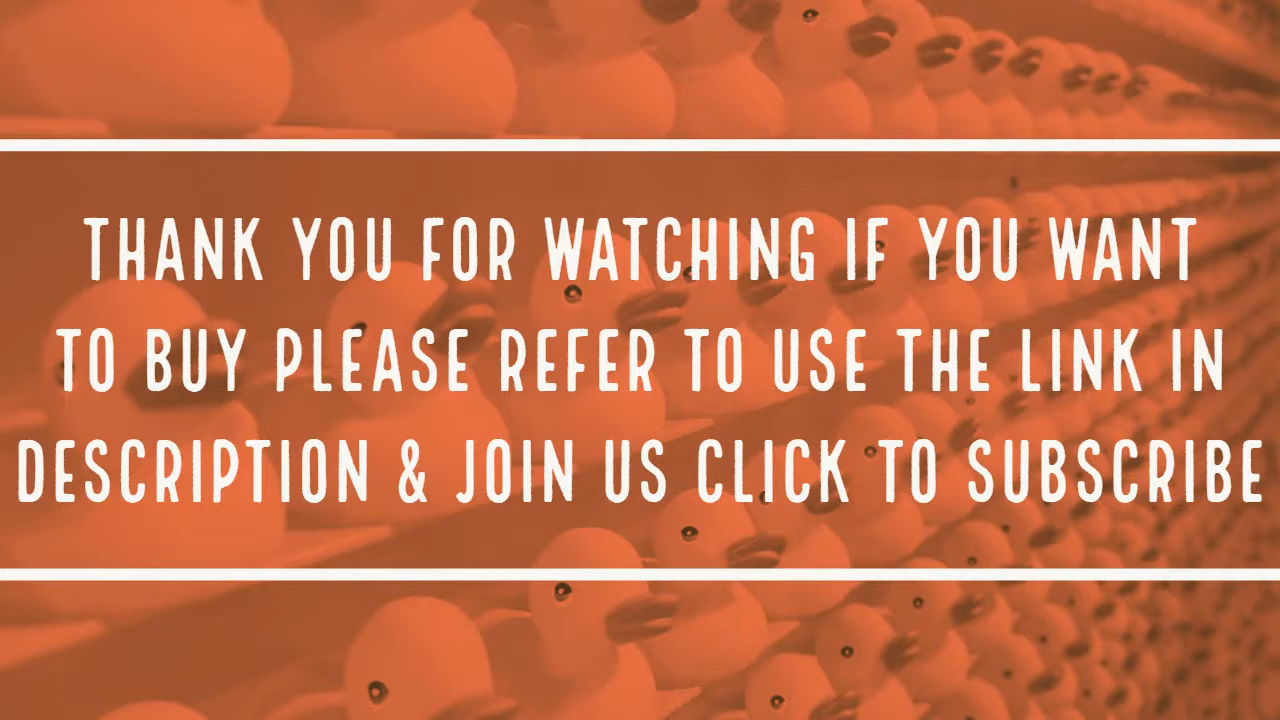 THANK YOU FOR WATCHING IF YOU WANT
TO BUY PLEASE REFER TO USE THE LINK IN
DESCRIPTION & JOIN US CLICK TO SUBSCRIBE